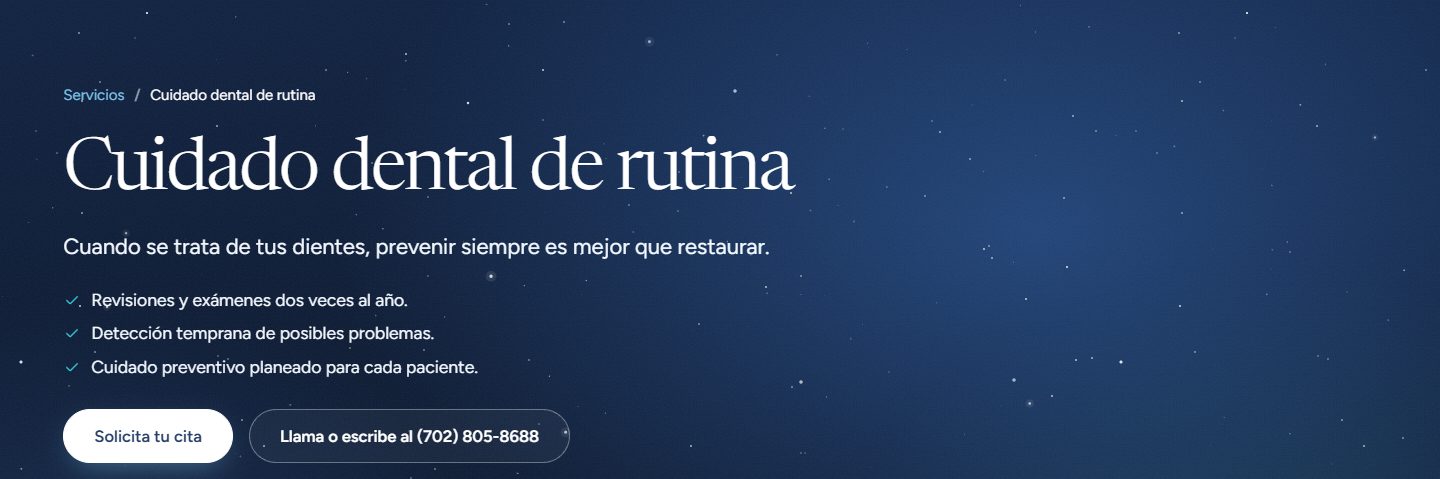 Servicios / Cuidado dental de rutina
Cuidado dental de rutina
Cuando se trata de tus dientes, prevenir siempre es mejor que restaurar.
Revisiones y exámenes dos veces al año.
Detección temprana de posibles problemas.
Cuidado preventivo planeado para cada paciente.
Solicita tu cita
Llama o escribe al (702) 805-8688